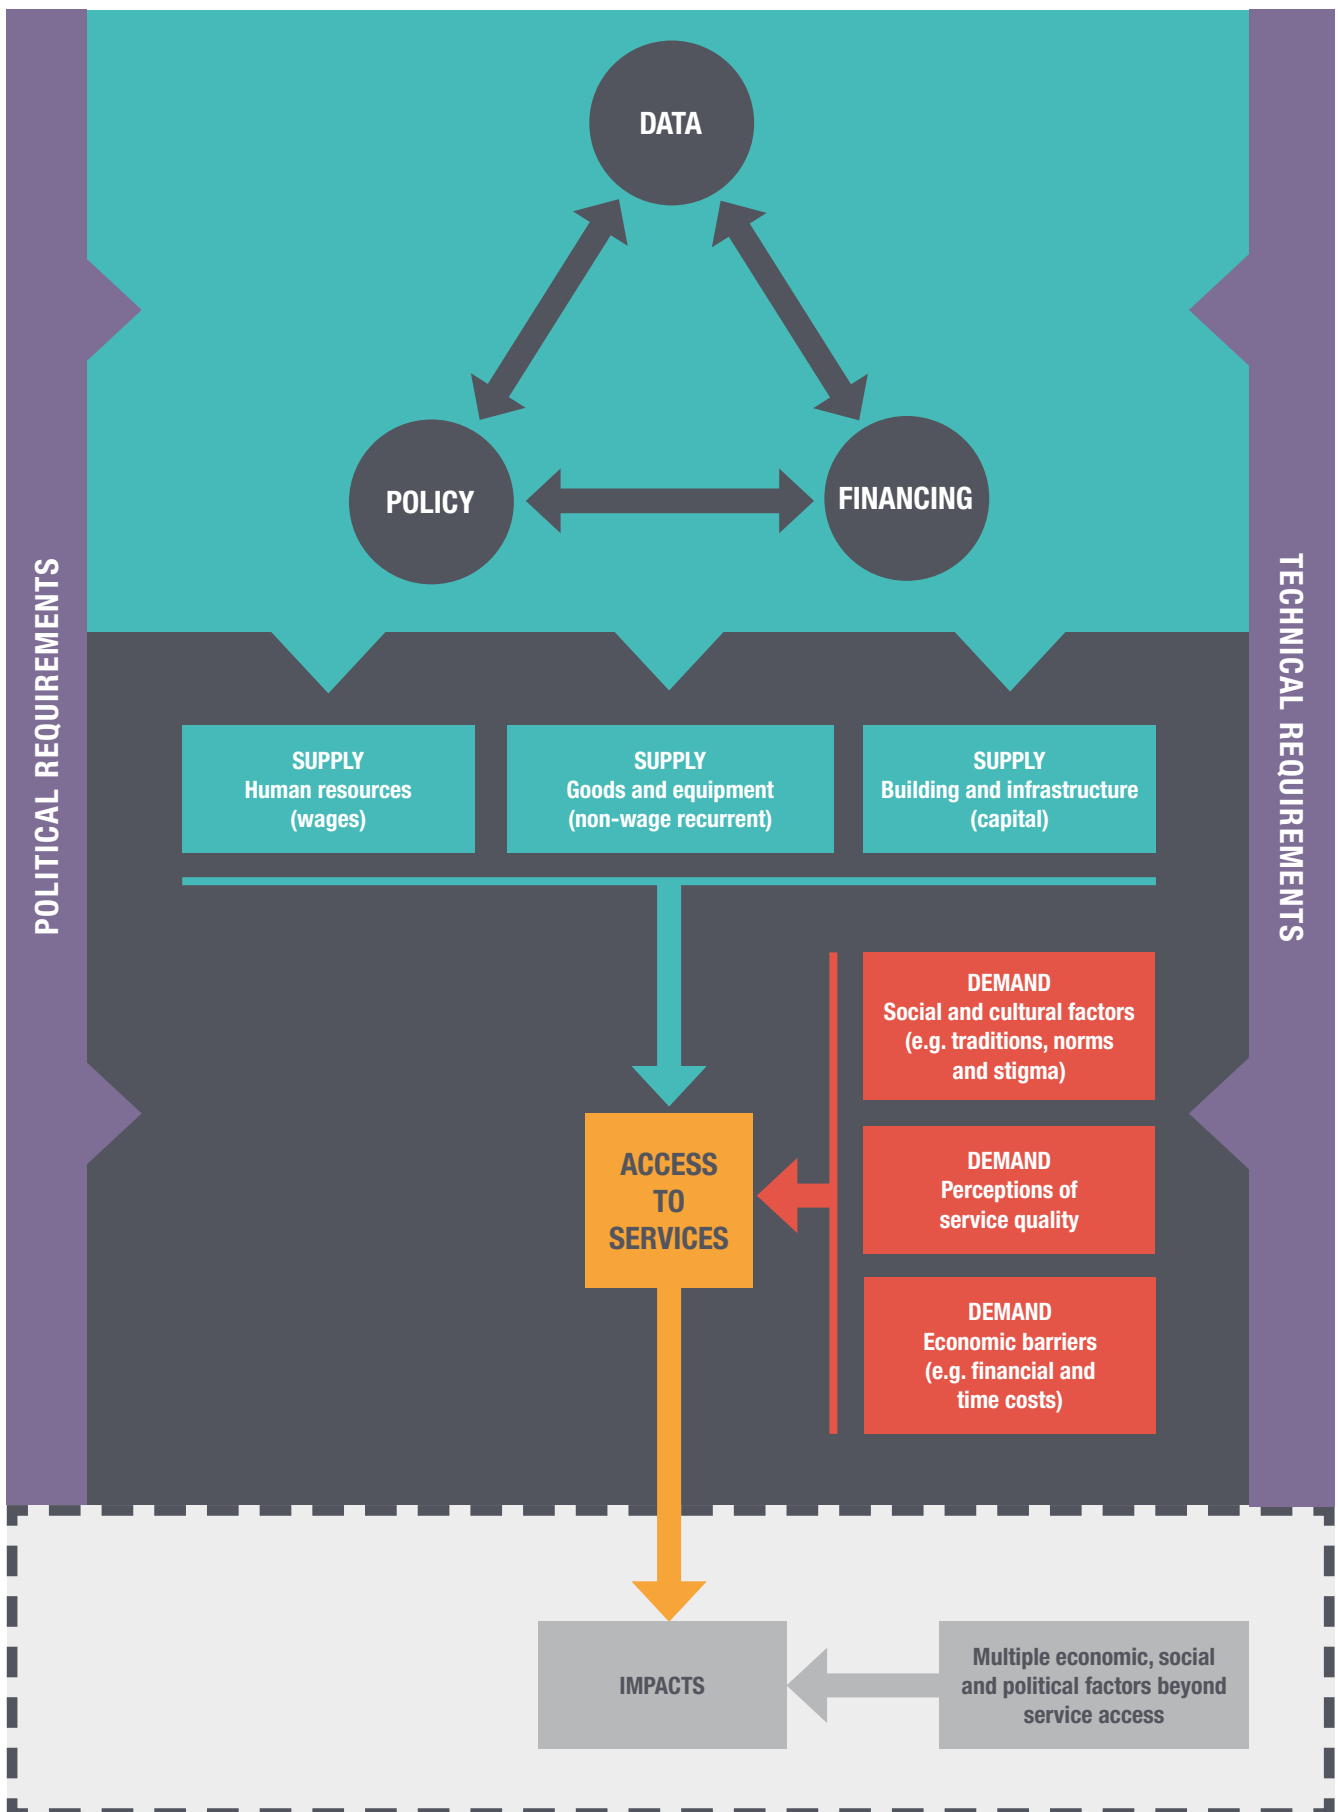 DATA
POLICY
FINANCING
POLITICAL REQUIREMENTS
TECHNICAL REQUIREMENTS
SUPPLY
Human resources
(wages)
SUPPLY
Goods and equipment
(non-wage recurrent)
SUPPLY
Building and infrastructure
(capital)
DEMAND
Social and cultural factors
(e.g. traditions, norms
and stigma)
ACCESS
TO
SERVICES
DEMAND
Perceptions of
service quality
DEMAND
Economic barriers
(e.g. financial and
time costs)
IMPACTS
Multiple economic, social
and political factors beyond
service access